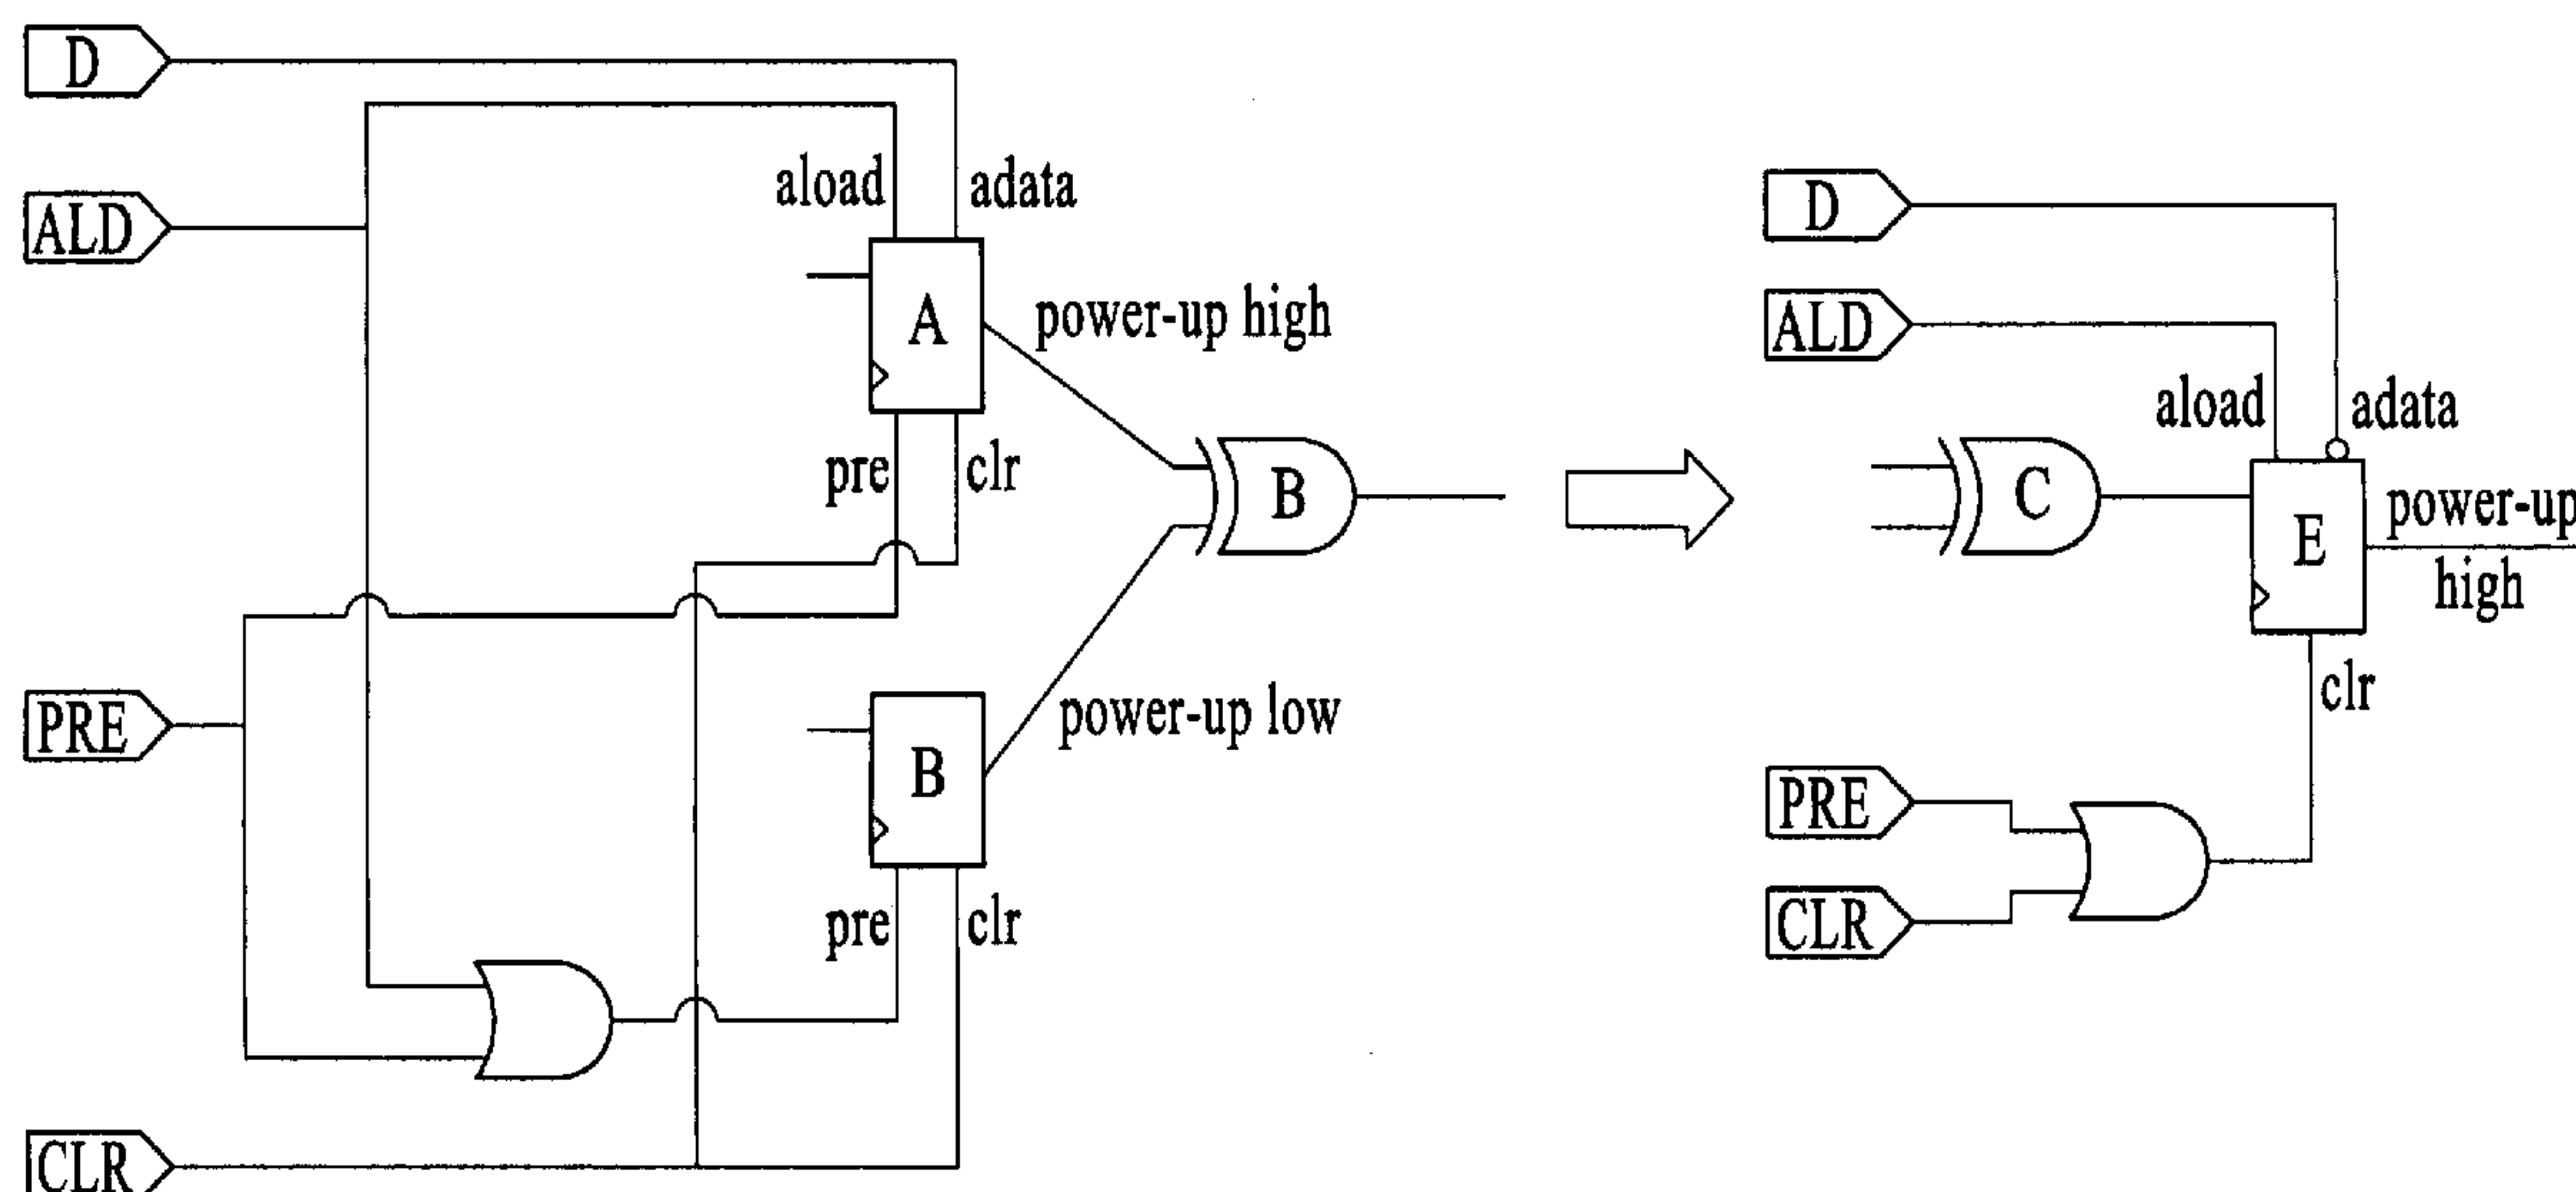 D
ALD
aload adata
A
power-up high
pre clr
B
PRE
B
power-up low
pre clr
CLR
D
ALD
aload adata
C
E
power-up
high
clr
PRE
CLR